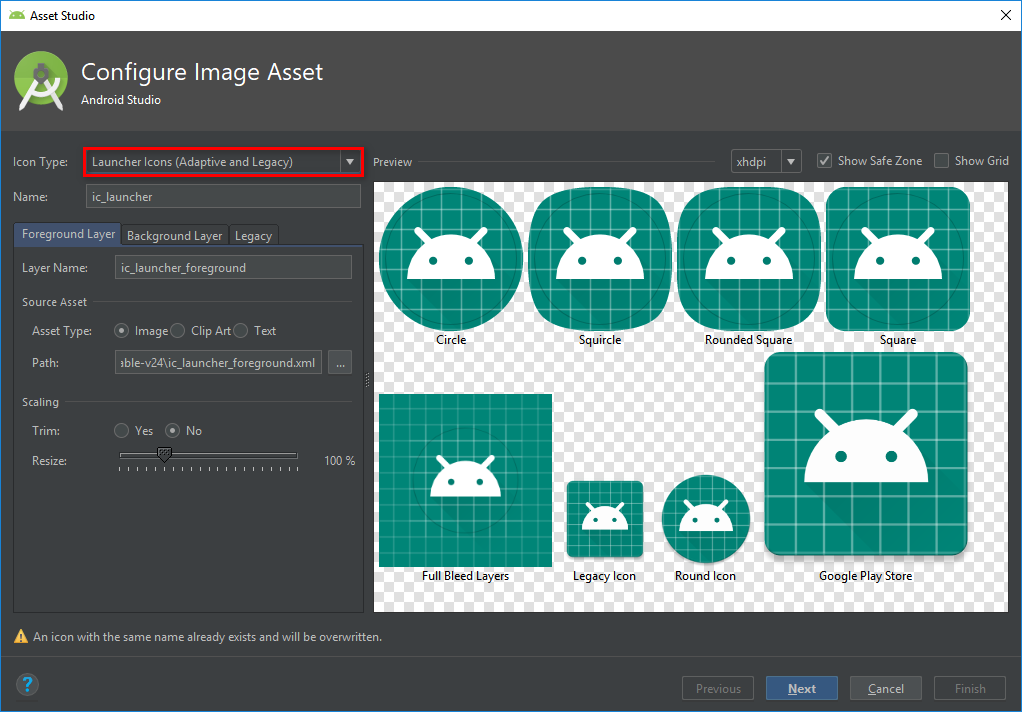 Asset Studio
Configure Image Asset
Android Studio
Icon Type: Launcher Icons (Adaptive and Legacy)
Name: ic_launcher
Foreground Layer Background Layer Legacy
Layer Name: ic_launcher_foreground
Source Asset
Asset Type: Image Clip Art Text
Path: able-v24\ic_launcher_foreground.xml ...
Scaling
Trim: Yes No
Resize: 100 %
Preview xhdpi Show Safe Zone Show Grid
Circle Squircle Rounded Square Square
Full Bleed Layers Legacy Icon Round Icon Google Play Store
An icon with the same name already exists and will be overwritten.
? Previous Next Cancel Finish